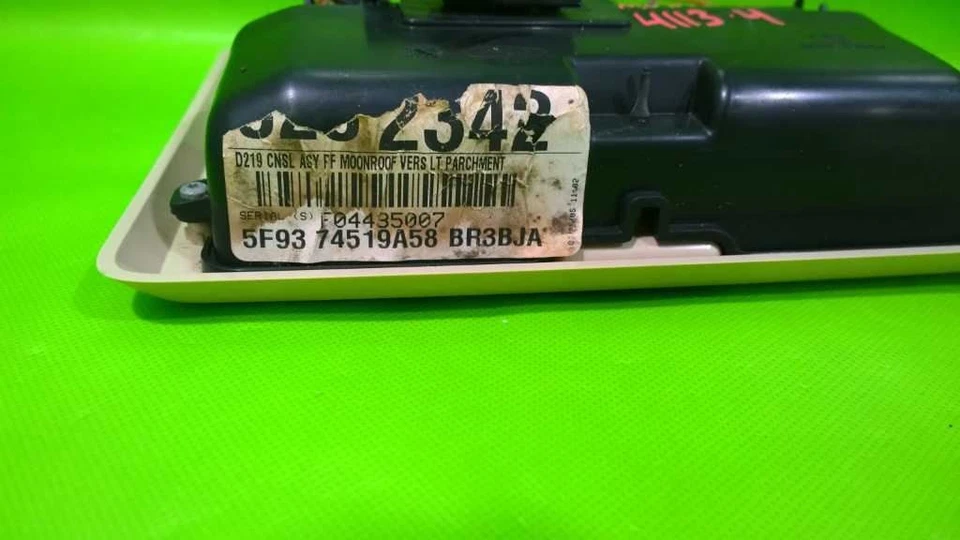 4113-4
2342
D219 CNSL ASY FF MOONROOF VERS LT PARCHMENT
SERIAL (S) F04435007
5F93 74519A58 BR3BJA